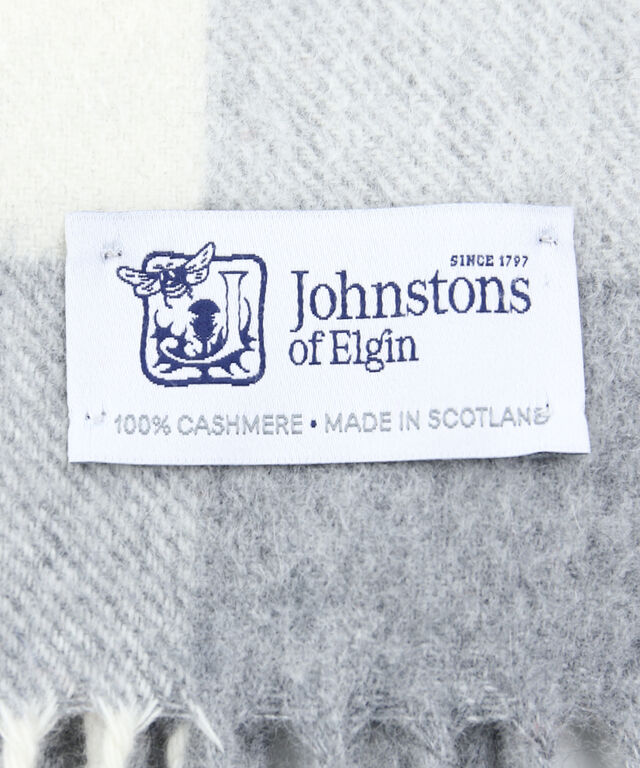 SINCE 1797
Johnstons
of Elgin
100% CASHMERE • MADE IN SCOTLAND